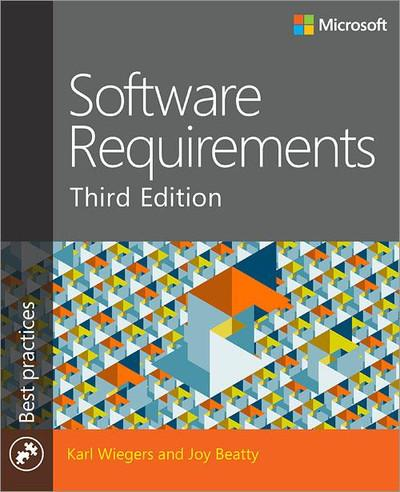 Microsoft
Software
Requirements
Third Edition
Best practices
Karl Wiegers and Joy Beatty